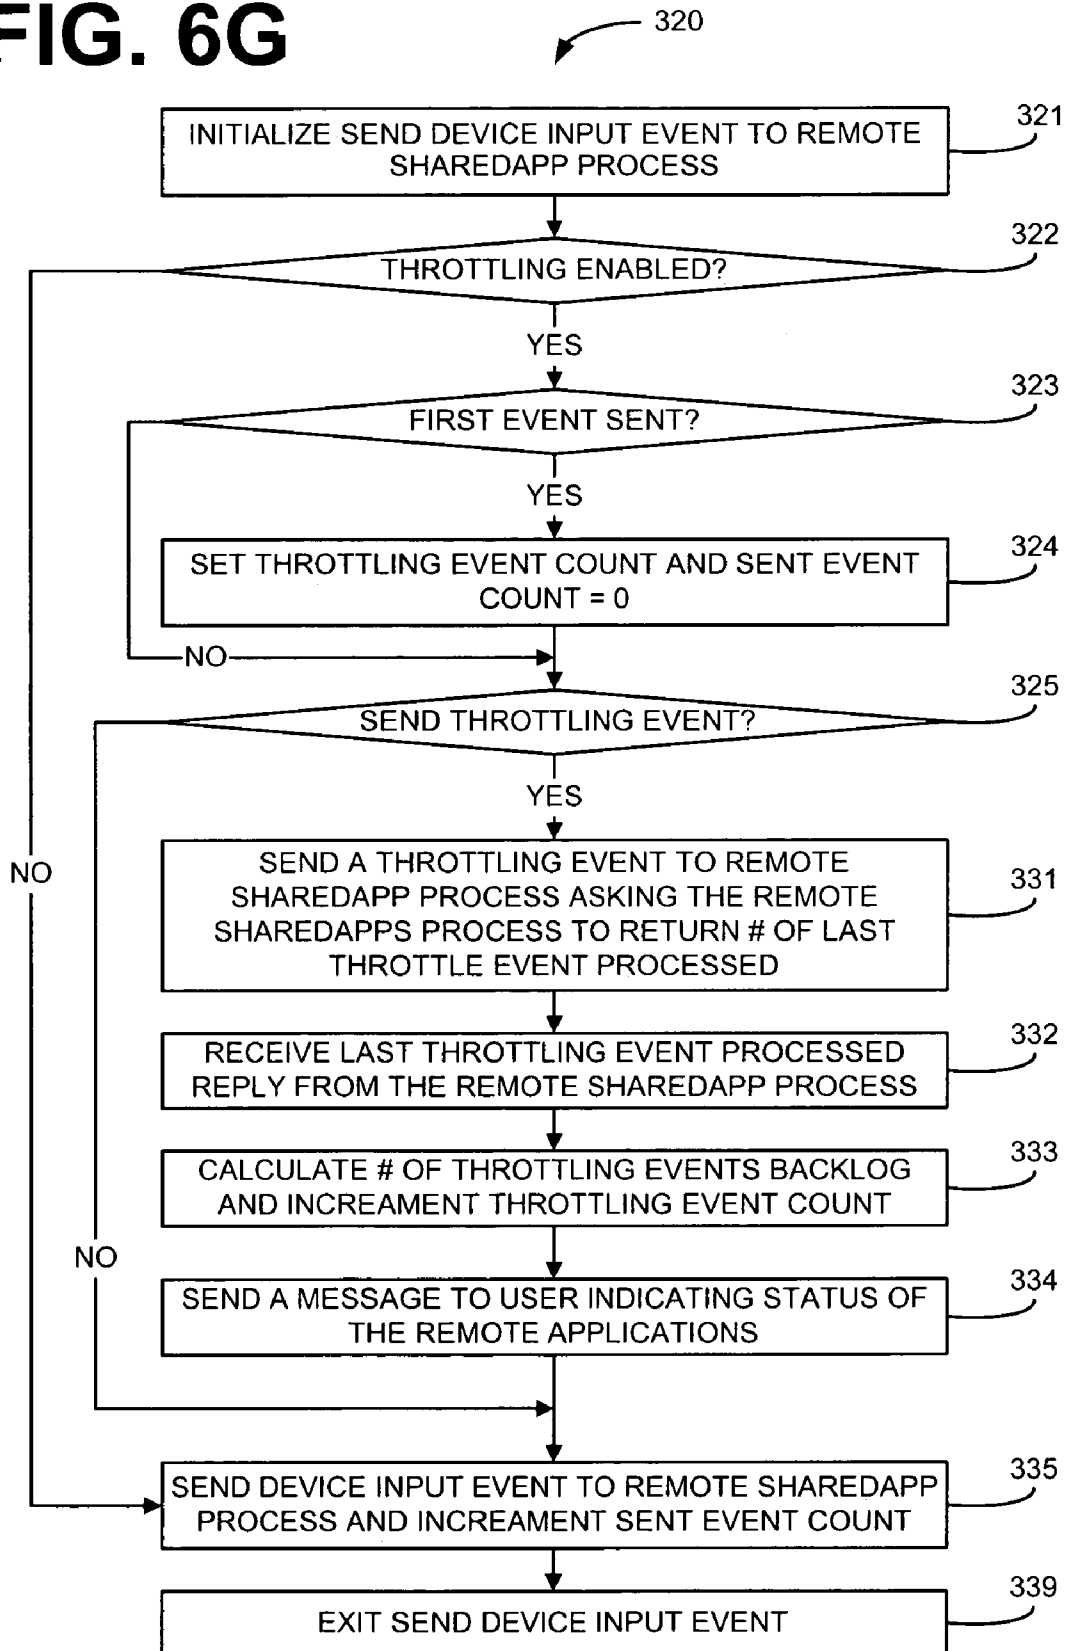 FIG. 6G
320
321
INITIALIZE SEND DEVICE INPUT EVENT TO REMOTE
SHAREDAPP PROCESS
322
THROTTLING ENABLED?
YES
323
FIRST EVENT SENT?
YES
324
SET THROTTLING EVENT COUNT AND SENT EVENT
COUNT = 0
NO
325
SEND THROTTLING EVENT?
YES
NO
331
SEND A THROTTLING EVENT TO REMOTE
SHAREDAPP PROCESS ASKING THE REMOTE
SHAREDAPPS PROCESS TO RETURN # OF LAST
THROTTLE EVENT PROCESSED
332
RECEIVE LAST THROTTLING EVENT PROCESSED
REPLY FROM THE REMOTE SHAREDAPP PROCESS
333
CALCULATE # OF THROTTLING EVENTS BACKLOG
AND INCREAMENT THROTTLING EVENT COUNT
NO
334
SEND A MESSAGE TO USER INDICATING STATUS OF
THE REMOTE APPLICATIONS
335
SEND DEVICE INPUT EVENT TO REMOTE SHAREDAPP
PROCESS AND INCREAMENT SENT EVENT COUNT
339
EXIT SEND DEVICE INPUT EVENT